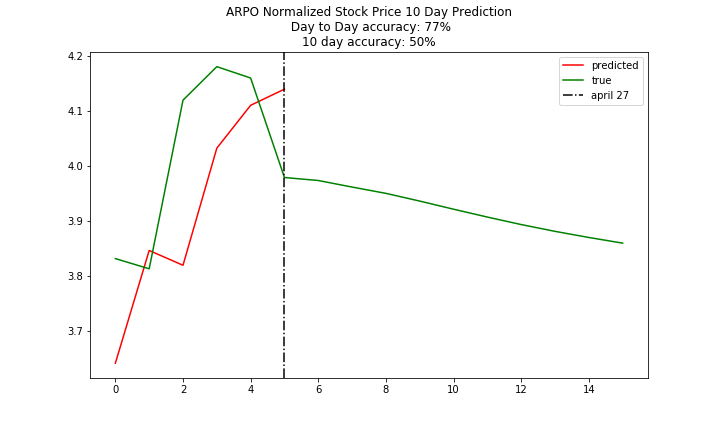 ARPO Normalized Stock Price 10 Day Prediction
Day to Day accuracy: 77%
10 day accuracy: 50%
predicted
true
april 27
4.2
4.1
4.0
3.9
3.8
3.7
0 2 4 6 8 10 12 14